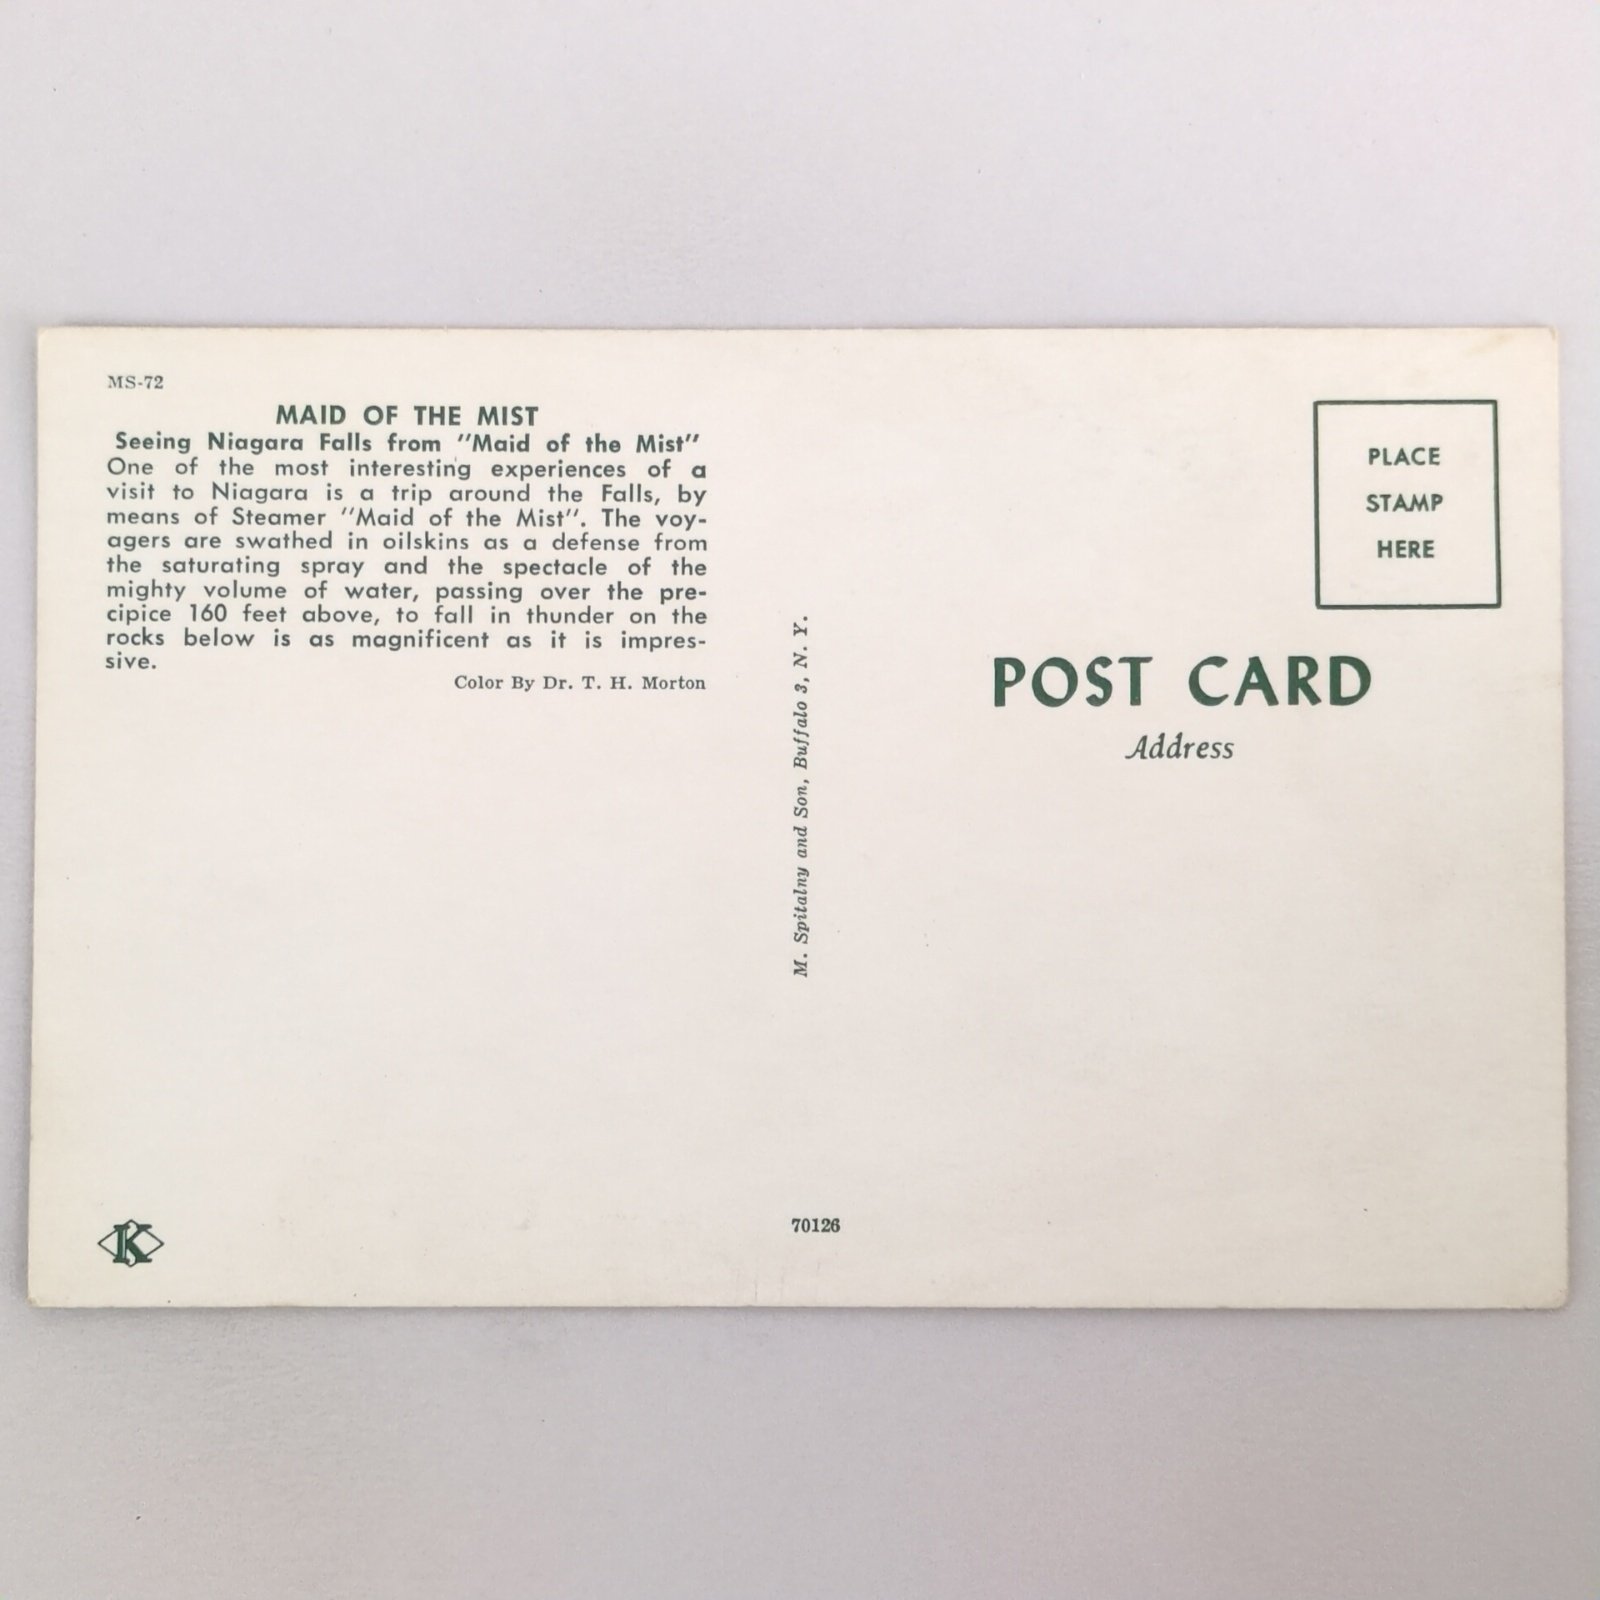 MS-72
MAID OF THE MIST
Seeing Niagara Falls from "Maid of the Mist"
One of the most interesting experiences of a
visit to Niagara is a trip around the Falls, by
means of Steamer "Maid of the Mist". The voy-
agers are swathed in oilskins as a defense from
the saturating spray and the spectacle of the
mighty volume of water, passing over the pre-
cipice 160 feet above, to fall in thunder on the
rocks below is as magnificent as it is impres-
sive.
Color By Dr. T. H. Morton
M. Spitalny and Son, Buffalo 3, N. Y.
PLACE
STAMP
HERE
POST CARD
Address
K
70126